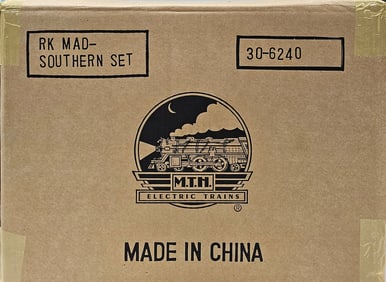 RK MAD-
SOUTHERN SET
30-6240
M.T.H.
ELECTRIC TRAINS
®
MADE IN CHINA